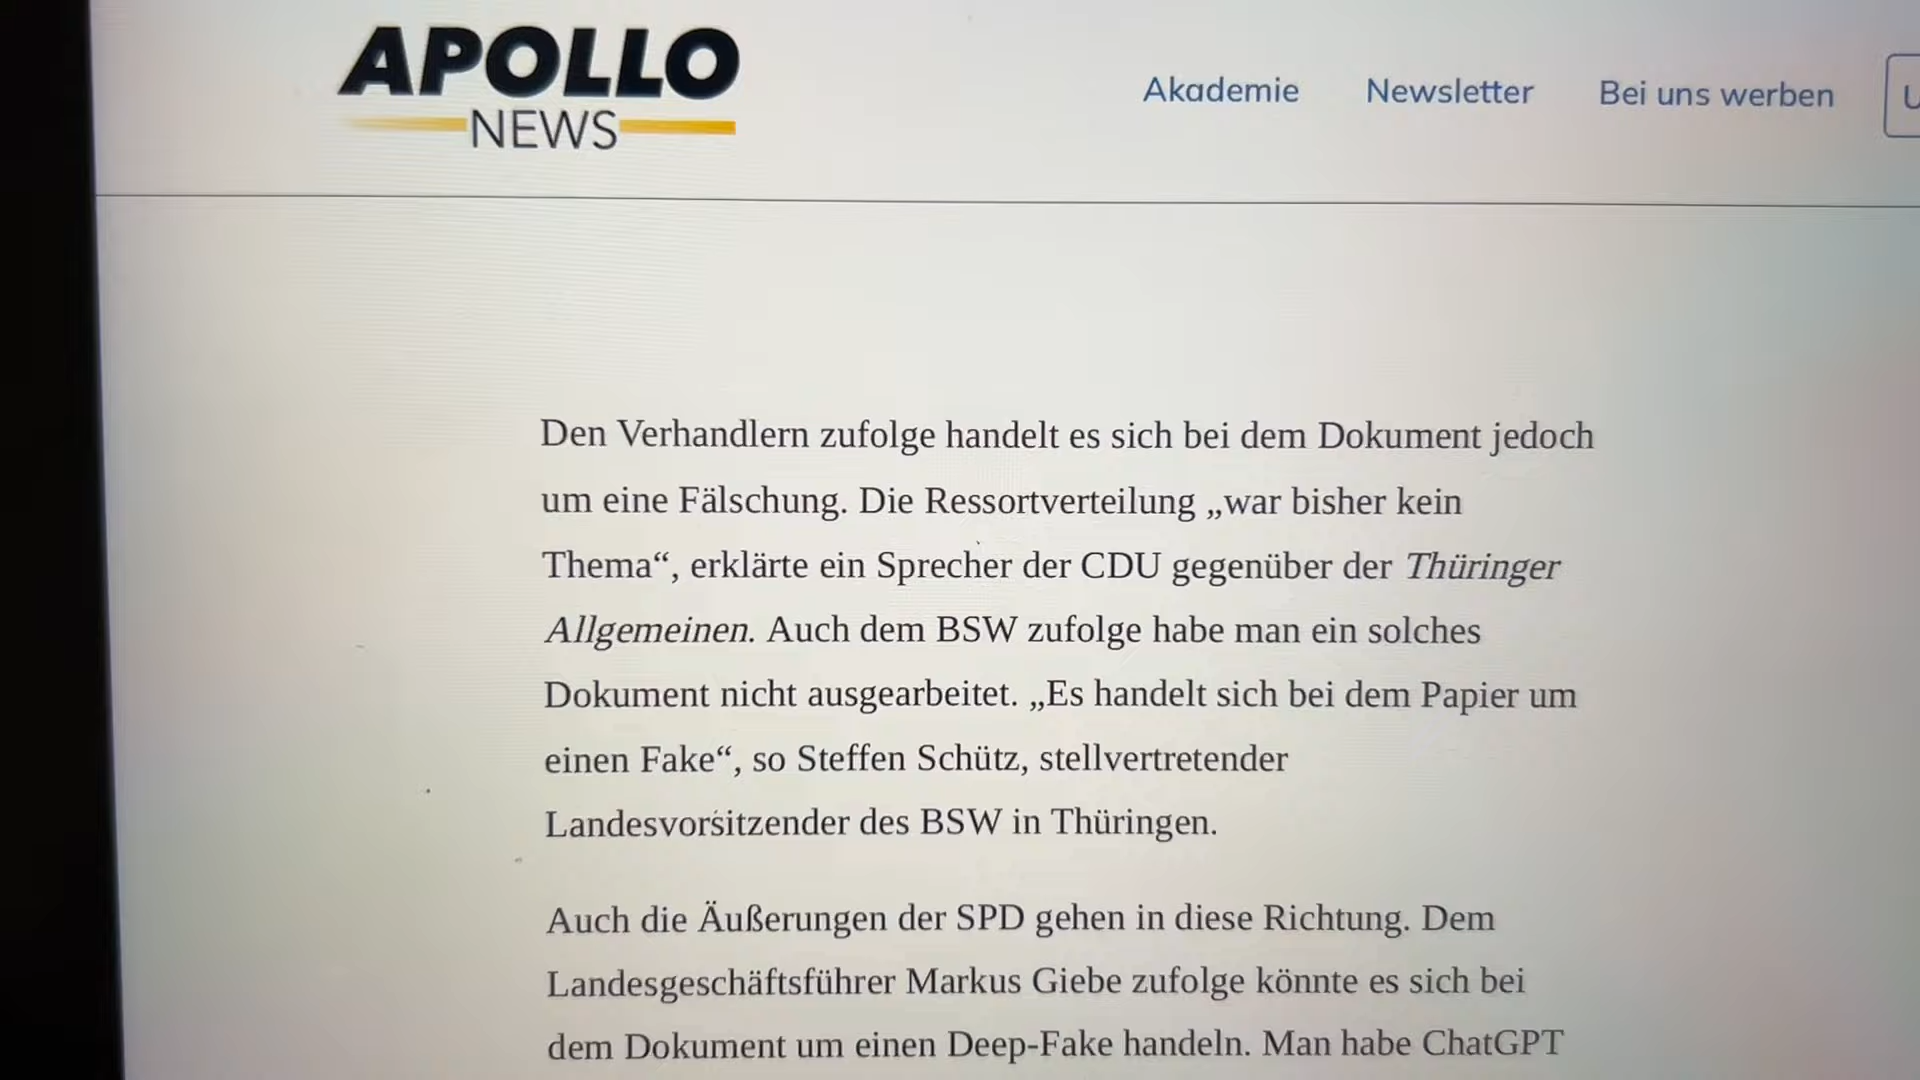 APOLLO
NEWS
Akademie Newsletter Bei uns werben
Den Verhandlern zufolge handelt es sich bei dem Dokument jedoch
um eine Fälschung. Die Ressortverteilung „war bisher kein
Thema“, erklärte ein Sprecher der CDU gegenüber der Thüringer
Allgemeinen. Auch dem BSW zufolge habe man ein solches
Dokument nicht ausgearbeitet. „Es handelt sich bei dem Papier um
einen Fake“, so Steffen Schütz, stellvertretender
Landesvorsitzender des BSW in Thüringen.
Auch die Äußerungen der SPD gehen in diese Richtung. Dem
Landesgeschäftsführer Markus Giebe zufolge könnte es sich bei
dem Dokument um einen Deep-Fake handeln. Man habe ChatGPT